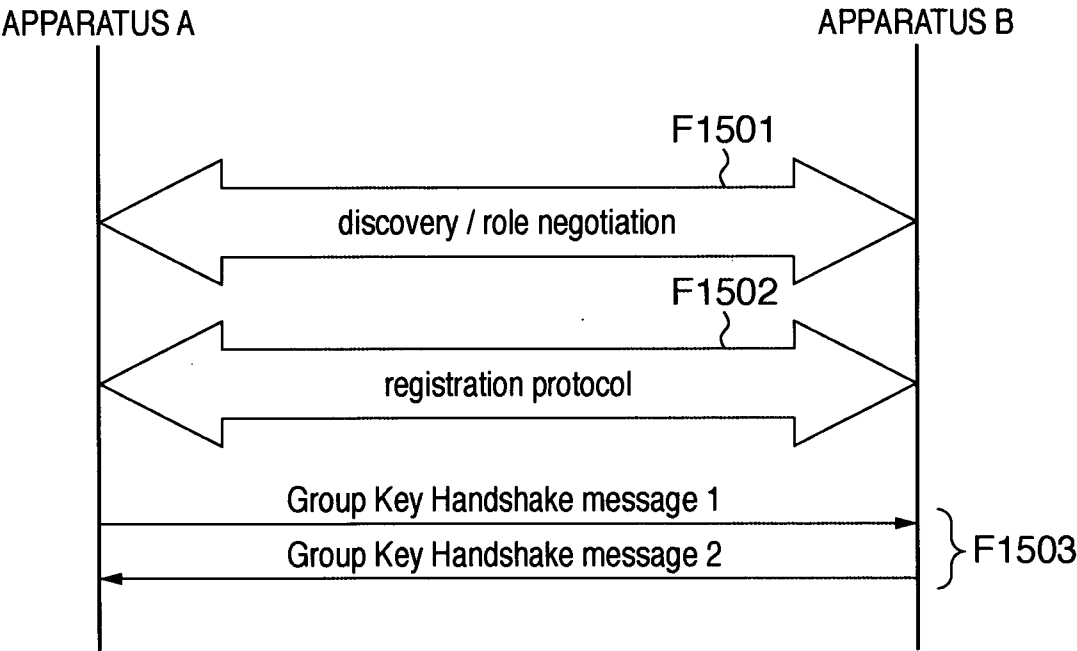 APPARATUS A
APPARATUS B
F1501
discovery / role negotiation
F1502
registration protocol
Group Key Handshake message 1
Group Key Handshake message 2
F1503